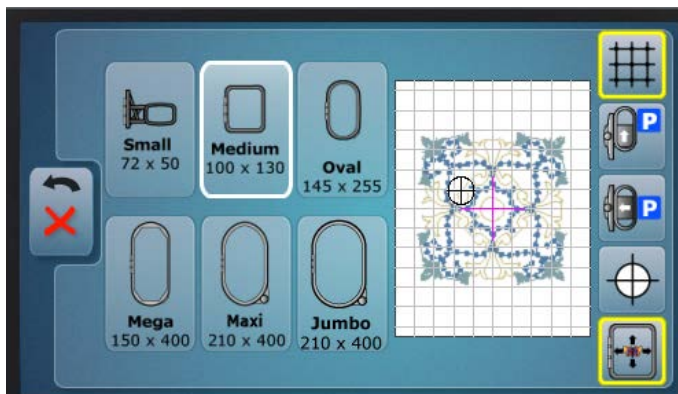 Small
72 x 50
Medium
100 x 130
Oval
145 x 255
P
P
Mega
150 x 400
Maxi
210 x 400
Jumbo
210 x 400